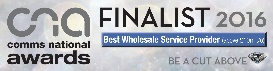 cna
comms national
awards
FINALIST 2016
Best Wholesale Service Provider
BE A CUT ABOVE